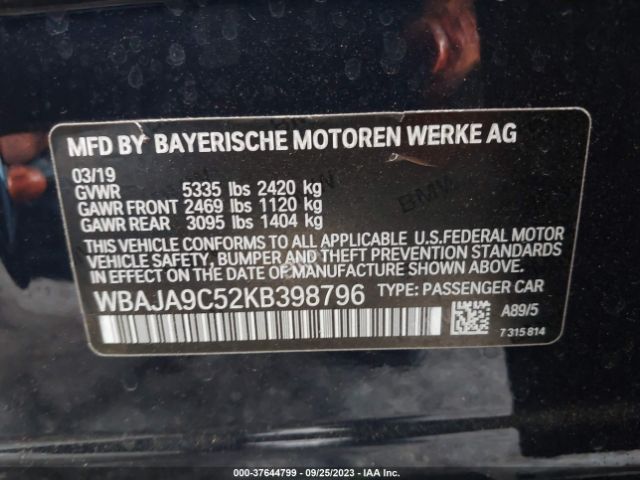 MFD BY BAYERISCHE MOTOREN WERKE AG
03/19
GVWR 5335 lbs 2420 kg
GAWR FRONT 2469 lbs 1120 kg
GAWR REAR 3095 lbs 1404 kg
THIS VEHICLE CONFORMS TO ALL APPLICABLE U.S.FEDERAL MOTOR
VEHICLE SAFETY, BUMPER AND THEFT PREVENTION STANDARDS
IN EFFECT ON THE DATE OF MANUFACTURE SHOWN ABOVE.
WBAJA9C52KB398796 TYPE: PASSENGER CAR
A89/5
7 315 814
000-37644799 - 09/25/2023 - IAA Inc.